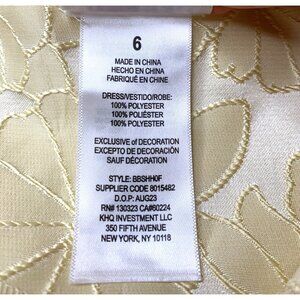 6
MADE IN CHINA
HECHO EN CHINA
FABRIQUÉ EN CHINE
DRESS/VESTIDO/ROBE:
100% POLYESTER
100% POLIÉSTER
100% POLYESTER
EXCLUSIVE of DECORATION
EXCEPTO DE DECORACIÓN
SAUF DÉCORATION
STYLE: BBSHH0F
SUPPLIER CODE 8015482
D.O.P: AUG23
RN# 130323 CA#60224
KHQ INVESTMENT LLC
350 FIFTH AVENUE
NEW YORK, NY 10118